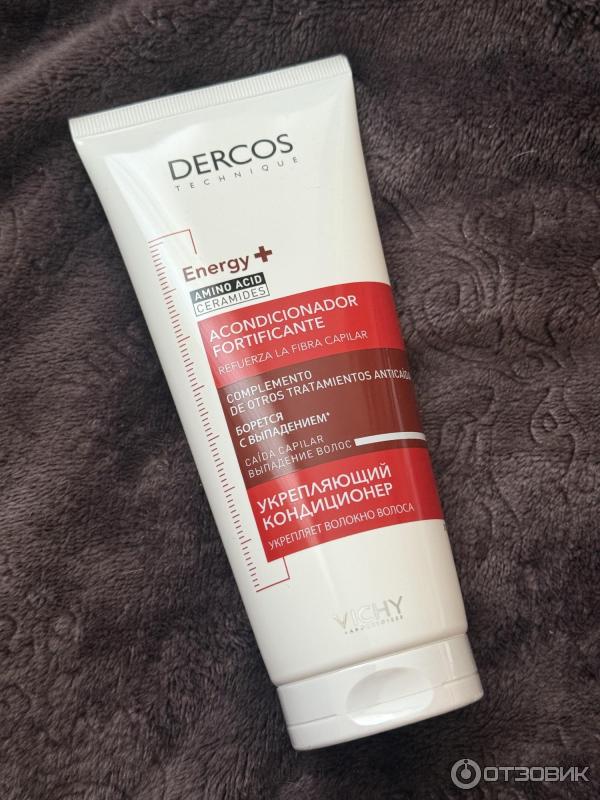 DERCOS
TECHNIQUE
Energy+
AMINO ACID
CERAMIDES
ACONDICIONADOR
FORTIFICANTE
REFUERZA LA FIBRA CAPILAR
COMPLEMENTO
DE OTROS TRATAMIENTOS ANTICAÍDA
БОРЕТСЯ
С ВЫПАДЕНИЕМ*
CAÍDA CAPILAR
ВЫПАДЕНИЕ ВОЛОС
УКРЕПЛЯЮЩИЙ
КОНДИЦИОНЕР
УКРЕПЛЯЕТ ВОЛОКНО ВОЛОСА
VICHY
LABORATOIRES
ОТЗОВИК